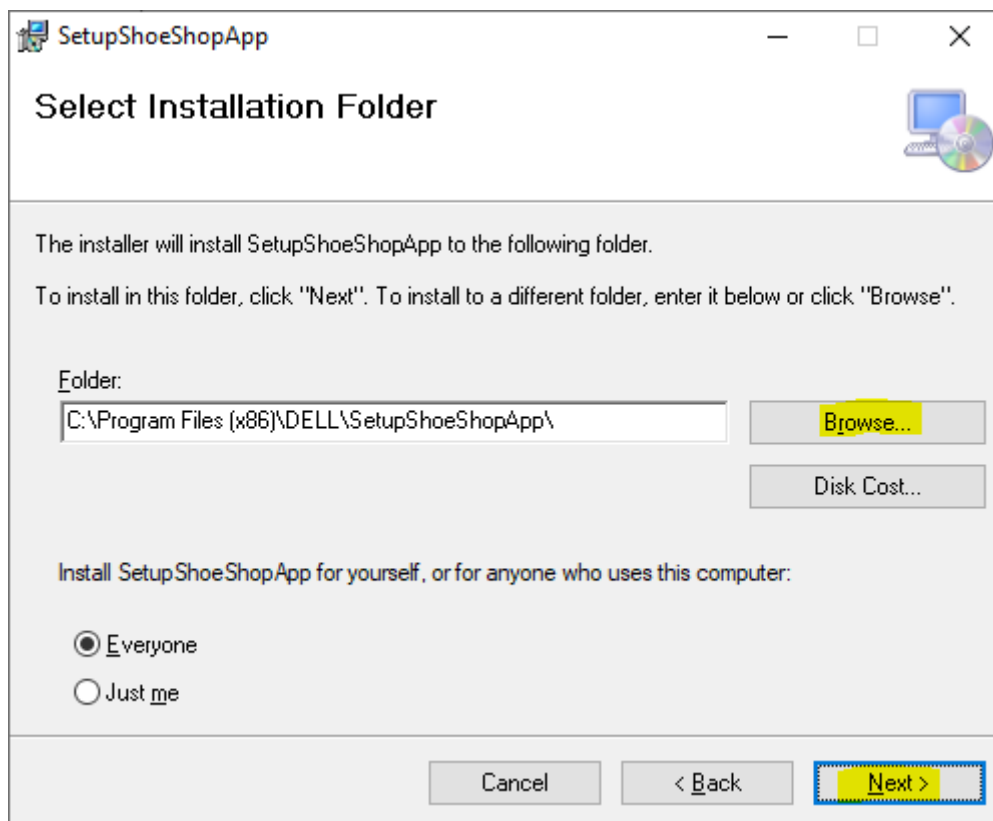 SetupShoeShopApp
Select Installation Folder
The installer will install SetupShoeShopApp to the following folder.
To install in this folder, click "Next". To install to a different folder, enter it below or click "Browse".
Folder:
C:\Program Files (x86)\DELL\SetupShoeShopApp\
Browse...
Disk Cost...
Install SetupShoeShopApp for yourself, or for anyone who uses this computer:
Everyone
Just me
Cancel
< Back
Next >